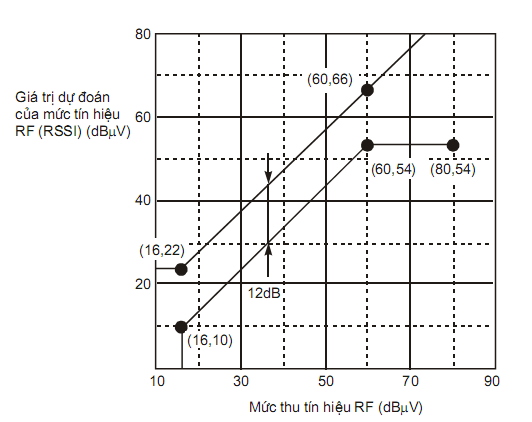 80
(60,66)
Giá trị dự đoán
của mức tín hiệu
RF (RSSI) (dBμV)
60
(60,54) (80,54)
40
(16,22)
20
12dB
(16,10)
10 30 50 70 90
Mức thu tín hiệu RF (dBμV)